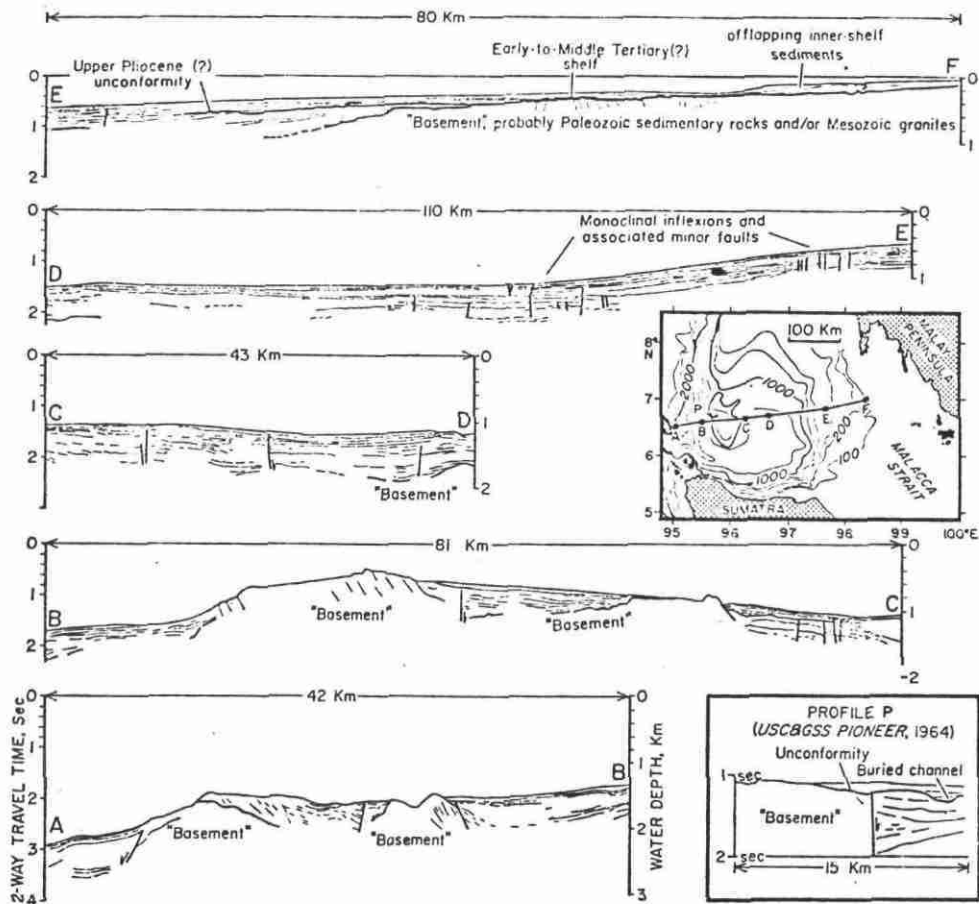 80 Km
offlapping inner-shelf
sediments
Early-to-Middle Tertiary(?)
shelf
Upper Pliocene (?)
unconformity
0
E
F
0
1
2
1
"Basement", probably Paleozoic sedimentary rocks and/or Mesozoic granites
110 Km
Monoclinal inflexions and
associated minor faults
0
D
E
0
1
2
1
43 Km
0
C
D
0
1
2
1
2
"Basement"
100 Km
8°
N
7
6
5
2000
1000
P
A
B
C
D
E
F
200
100
1000
MALAY
PENINSULA
MALACCA
STRAIT
SUMATRA
95
96
97
98
99
100°E
81 Km
0
B
C
0
1
2
1
-2
"Basement"
"Basement"
42 Km
0
A
B
0
1
2
3
4
1
2
3
"Basement"
"Basement"
2-WAY TRAVEL TIME, Sec
WATER DEPTH, Km
PROFILE P
(USC&GSS PIONEER, 1964)
Unconformity
Buried channel
1 sec
"Basement"
2 sec
15 Km